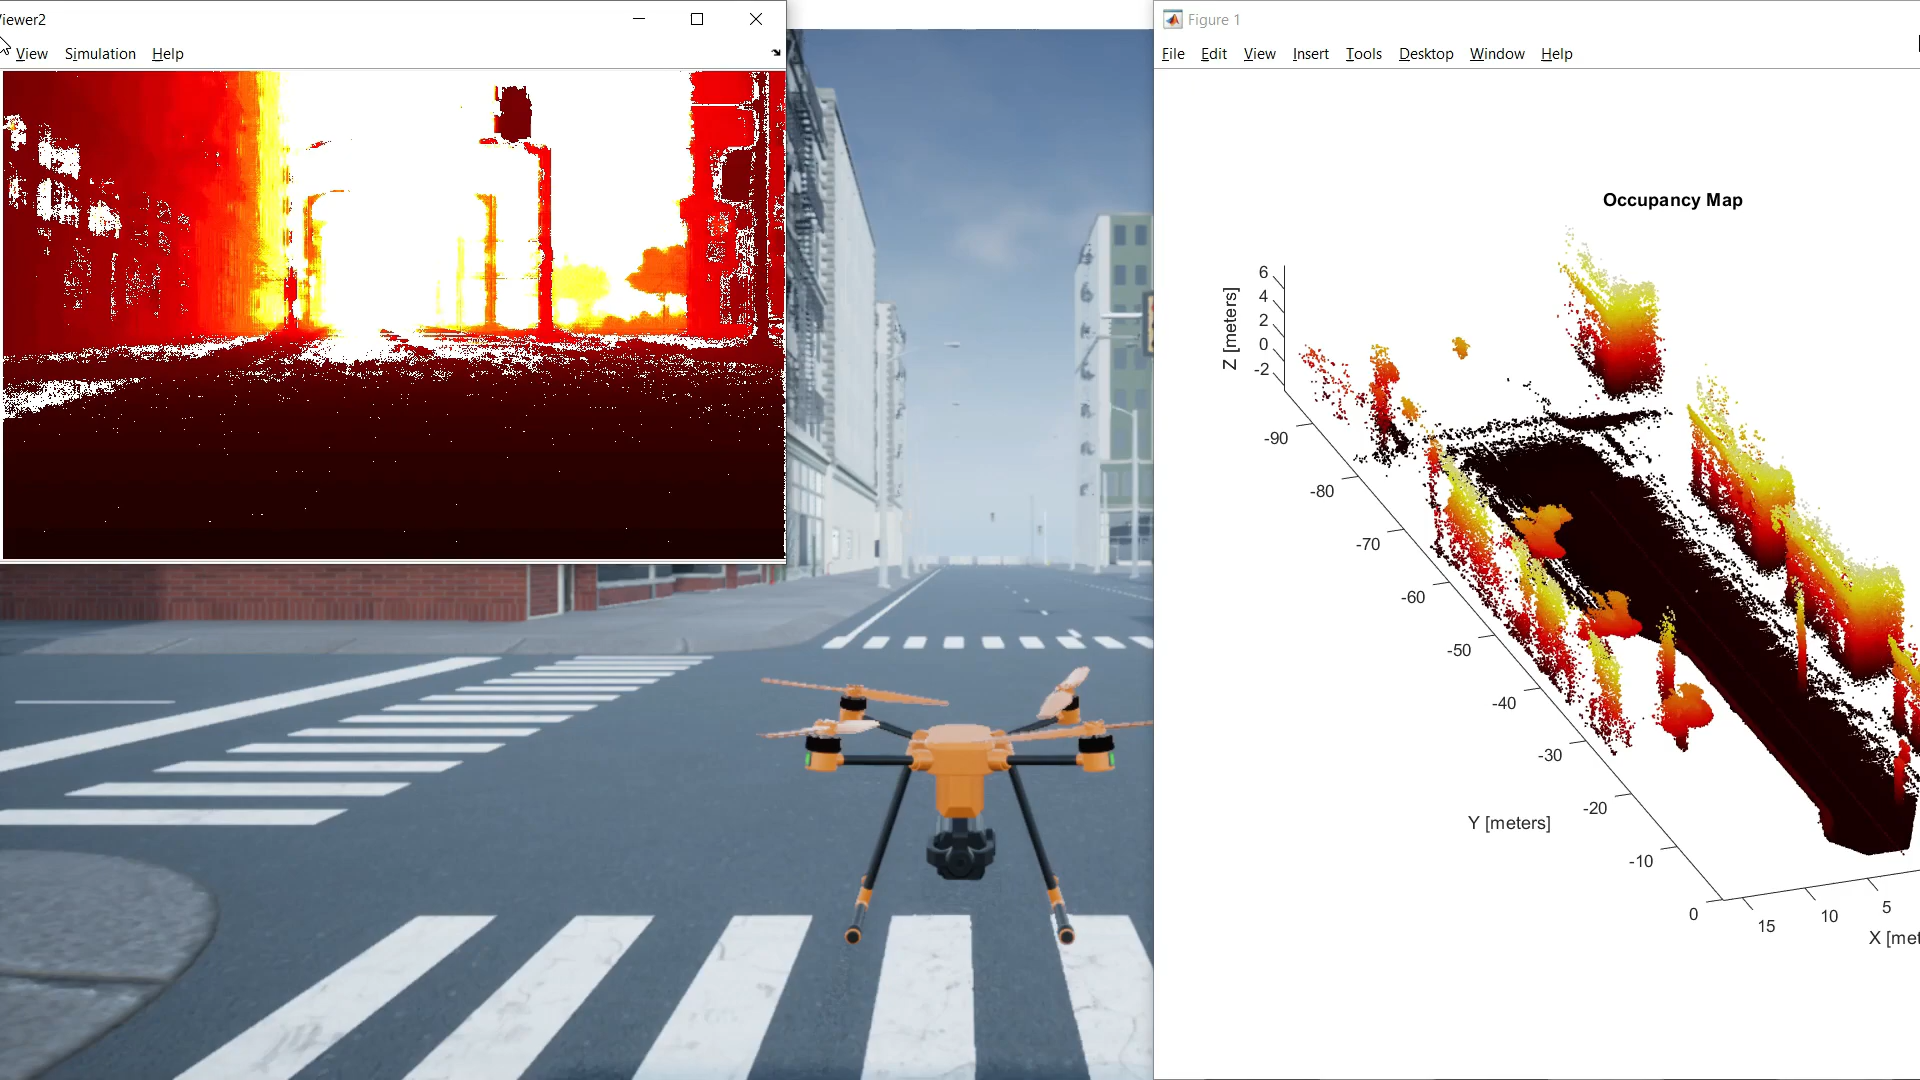 iewer2
View Simulation Help
Figure 1
File Edit View Insert Tools Desktop Window Help
Occupancy Map
6
4
2
0
-2
Z [meters]
-90
-80
-70
-60
-50
-40
-30
-20
-10
0
Y [meters]
15
10
5
X [met